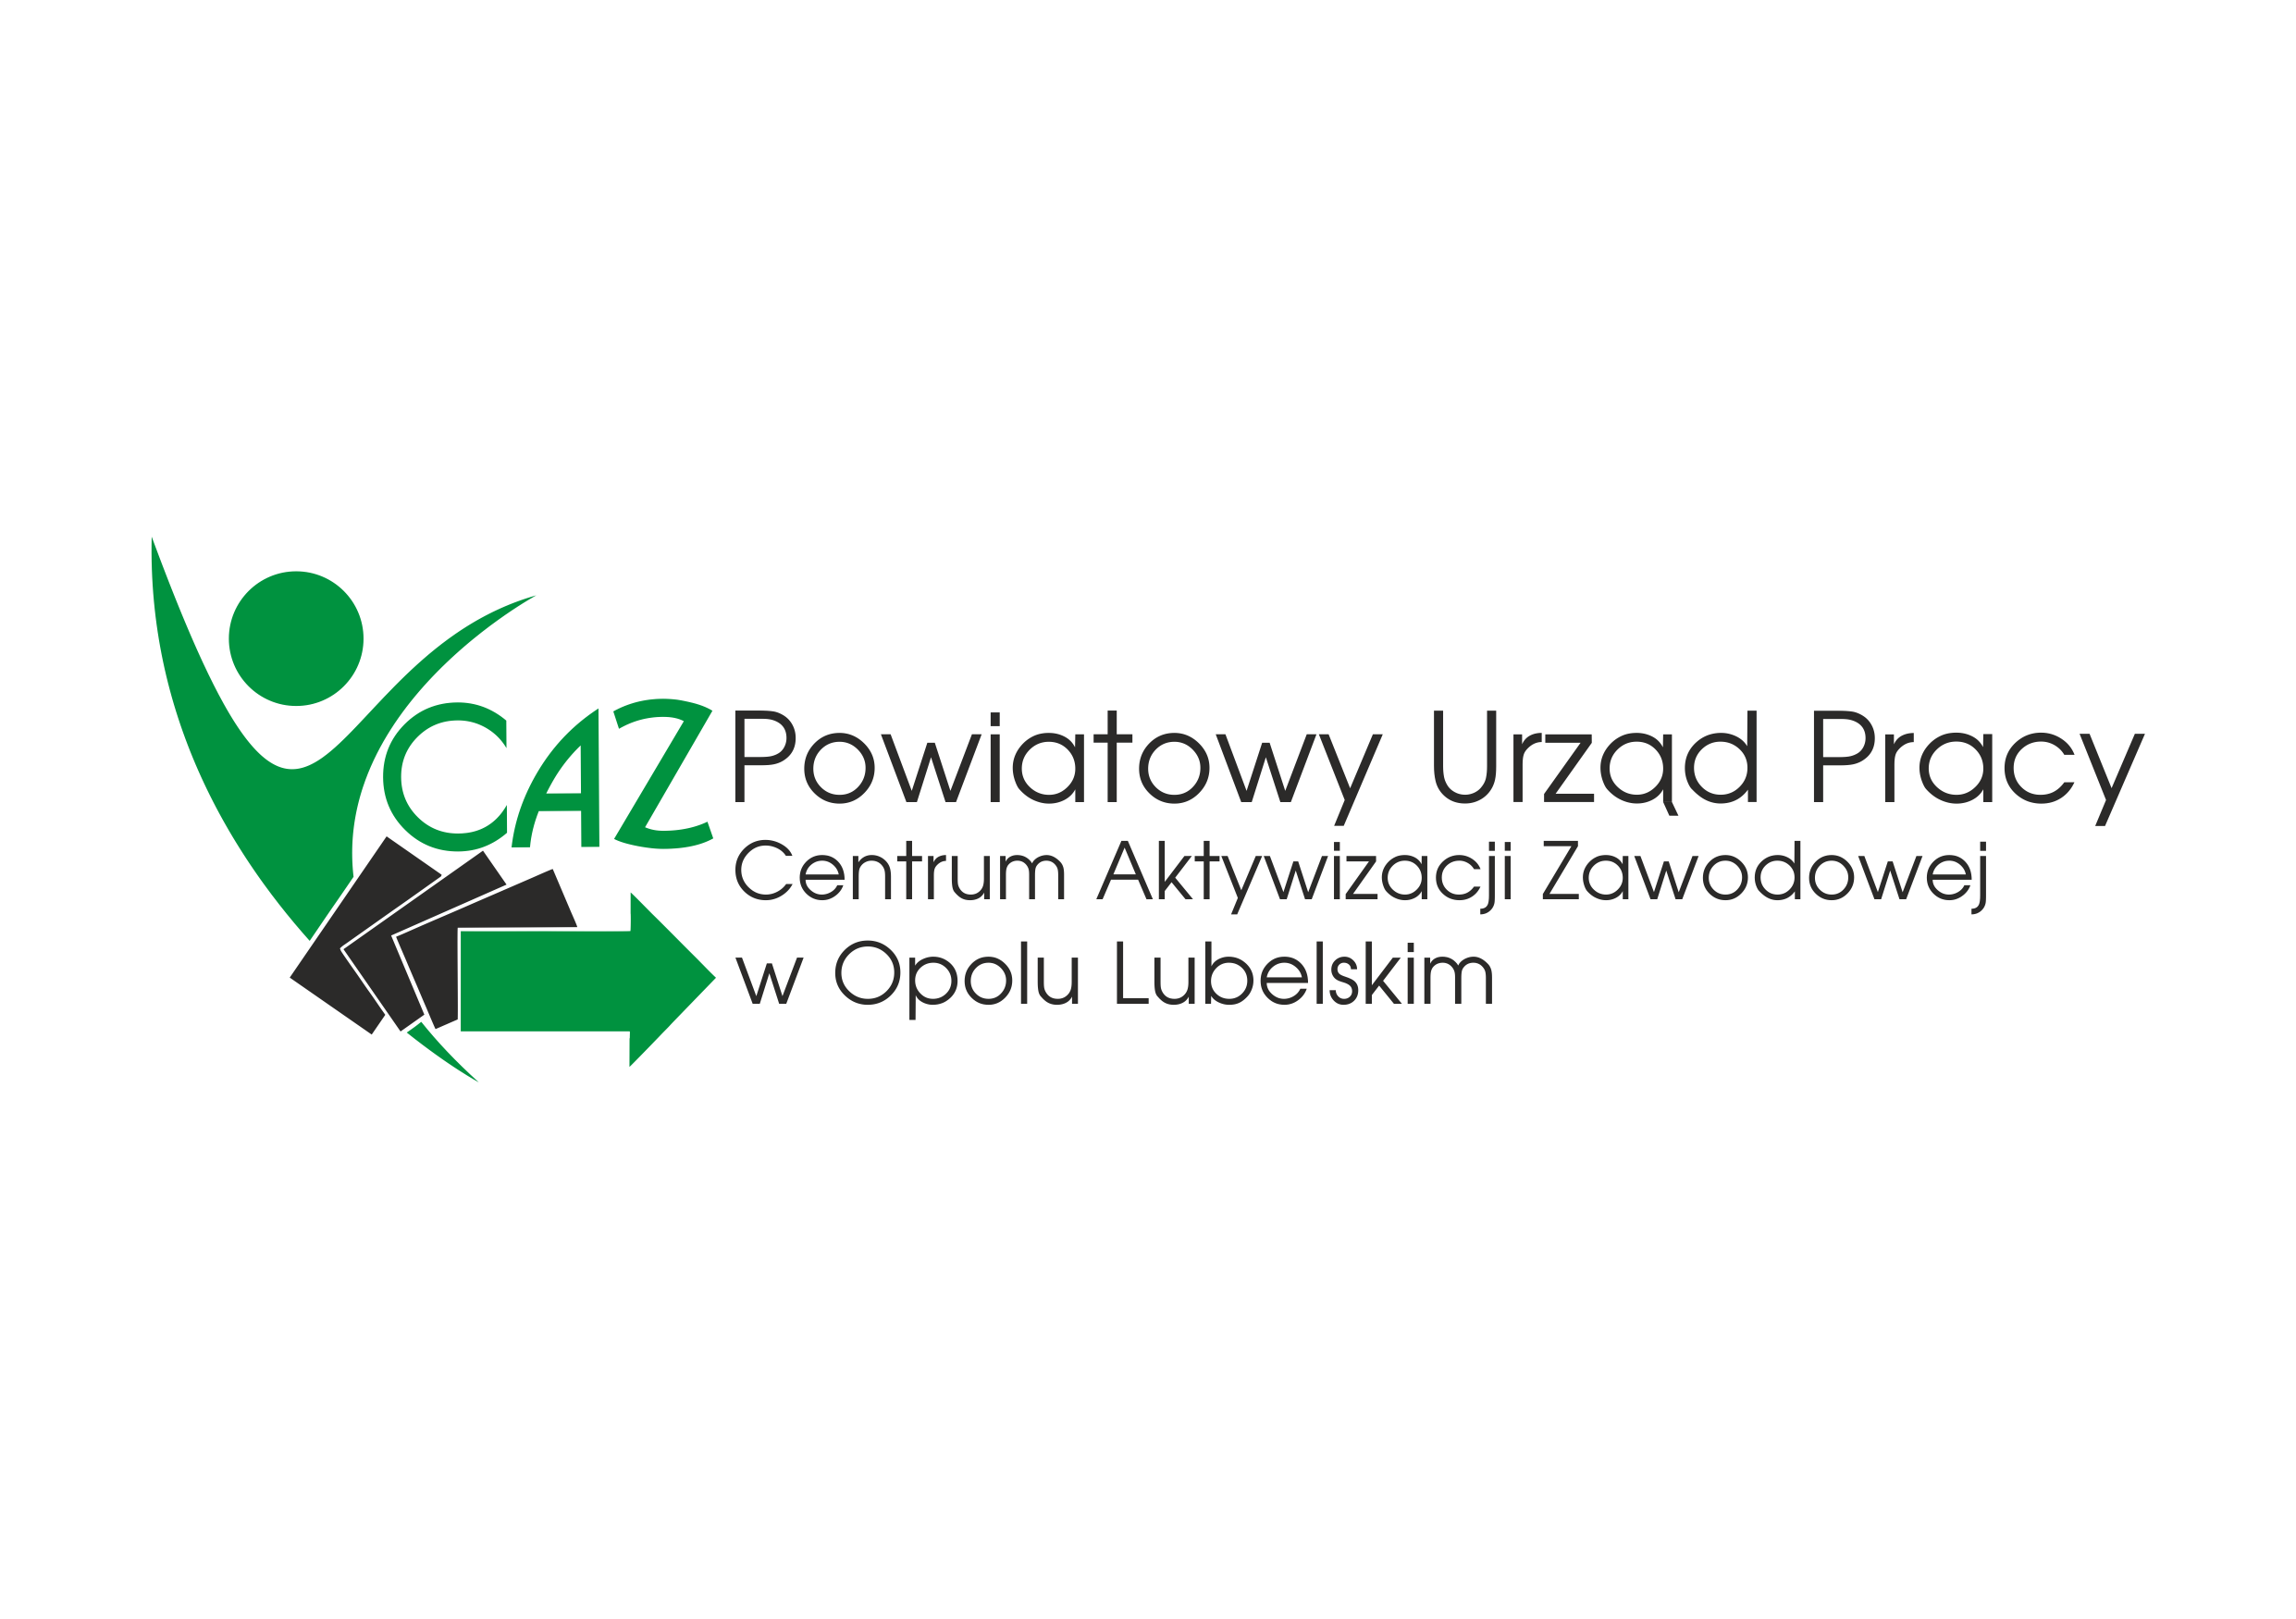 CAZ
Powiatowy Urząd Pracy
Centrum Aktywizacji Zawodowej
w Opolu Lubelskim